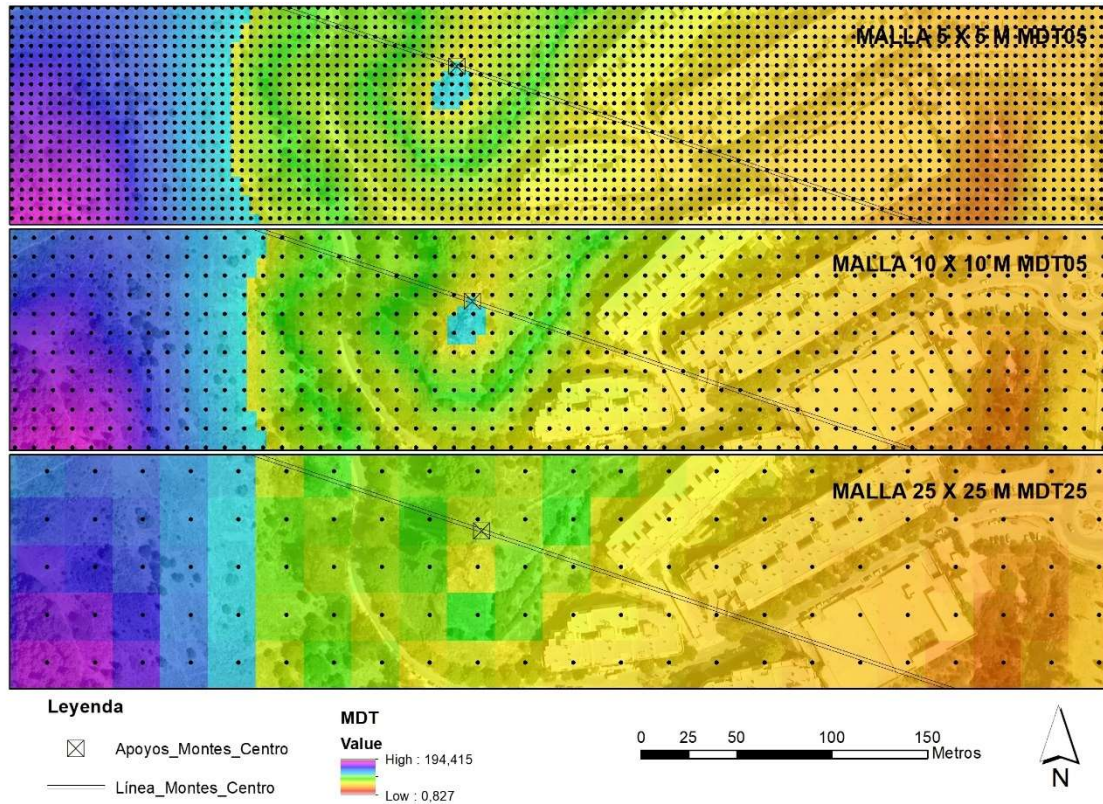 MALLA 5 X 5 M MDT05
MALLA 10 X 10 M MDT05
MALLA 25 X 25 M MDT25
Leyenda
Apoyos_Montes_Centro
Línea_Montes_Centro
MDT
Value
High : 194,415
Low : 0,827
0 25 50 100 150
Metros
N